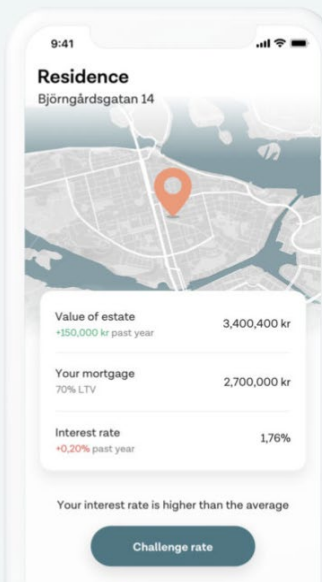 9:41
Residence
Björngårdsgatan 14
Value of estate
+150,000 kr past year
3,400,400 kr
Your mortgage
70% LTV
2,700,000 kr
Interest rate
+0,20% past year
1,76%
Your interest rate is higher than the average
Challenge rate